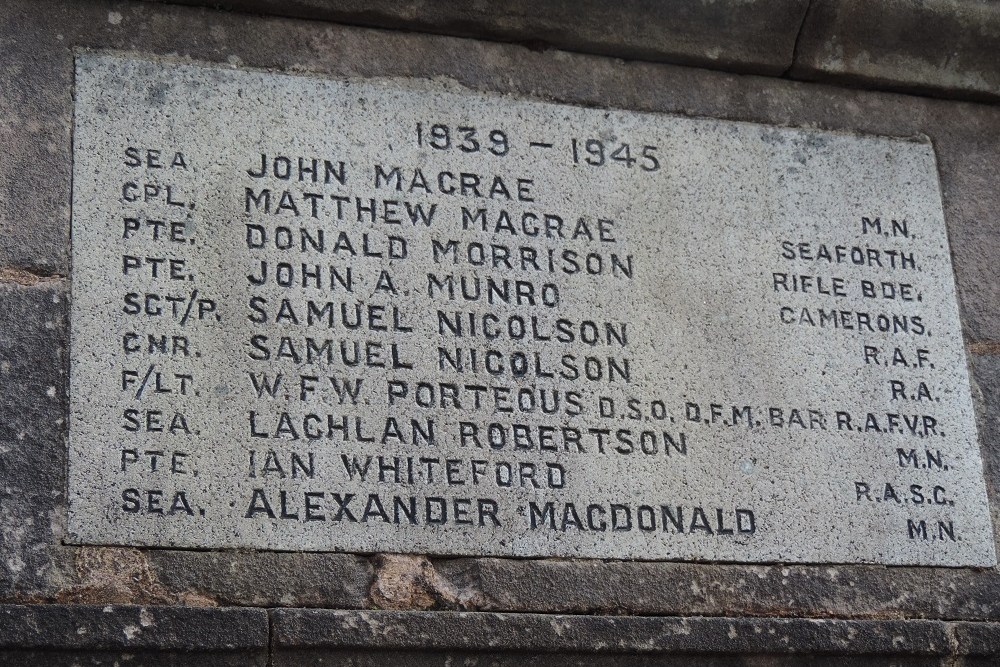 1939 – 1945
SEA. JOHN MACRAE M.N.
CPL. MATTHEW MACRAE SEAFORTH.
PTE. DONALD MORRISON RIFLE BDE.
PTE. JOHN A. MUNRO CAMERONS.
SGT/P. SAMUEL NICOLSON R.A.F.
GNR. SAMUEL NICOLSON R.A.
F/LT. W.F.W. PORTEOUS D.S.O. D.F.M. BAR R.A.F.V.R.
SEA. LACHLAN ROBERTSON M.N.
PTE. IAN WHITEFORD R.A.S.C.
SEA. ALEXANDER MACDONALD M.N.